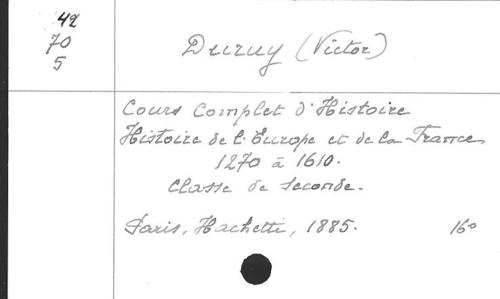 42
70
5
Duruy (Victor)
Cours Complet d'Histoire
Histoire de l'Europe et de la France
1270 à 1610.
Classe de Seconde.
Paris, Hachette, 1885. 16°